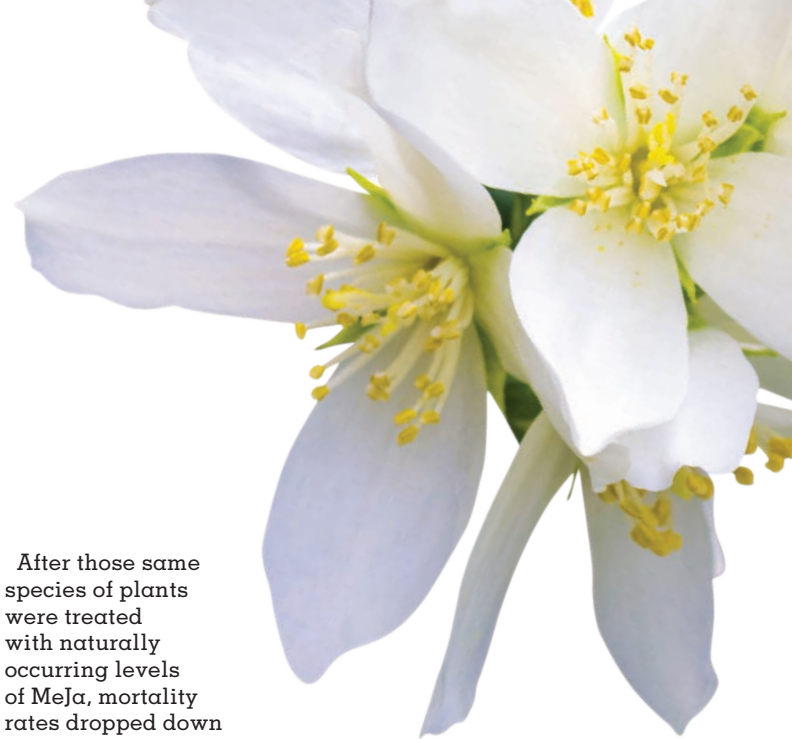 After those same
species of plants
were treated
with naturally
occurring levels
of MeJa, mortality
rates dropped down